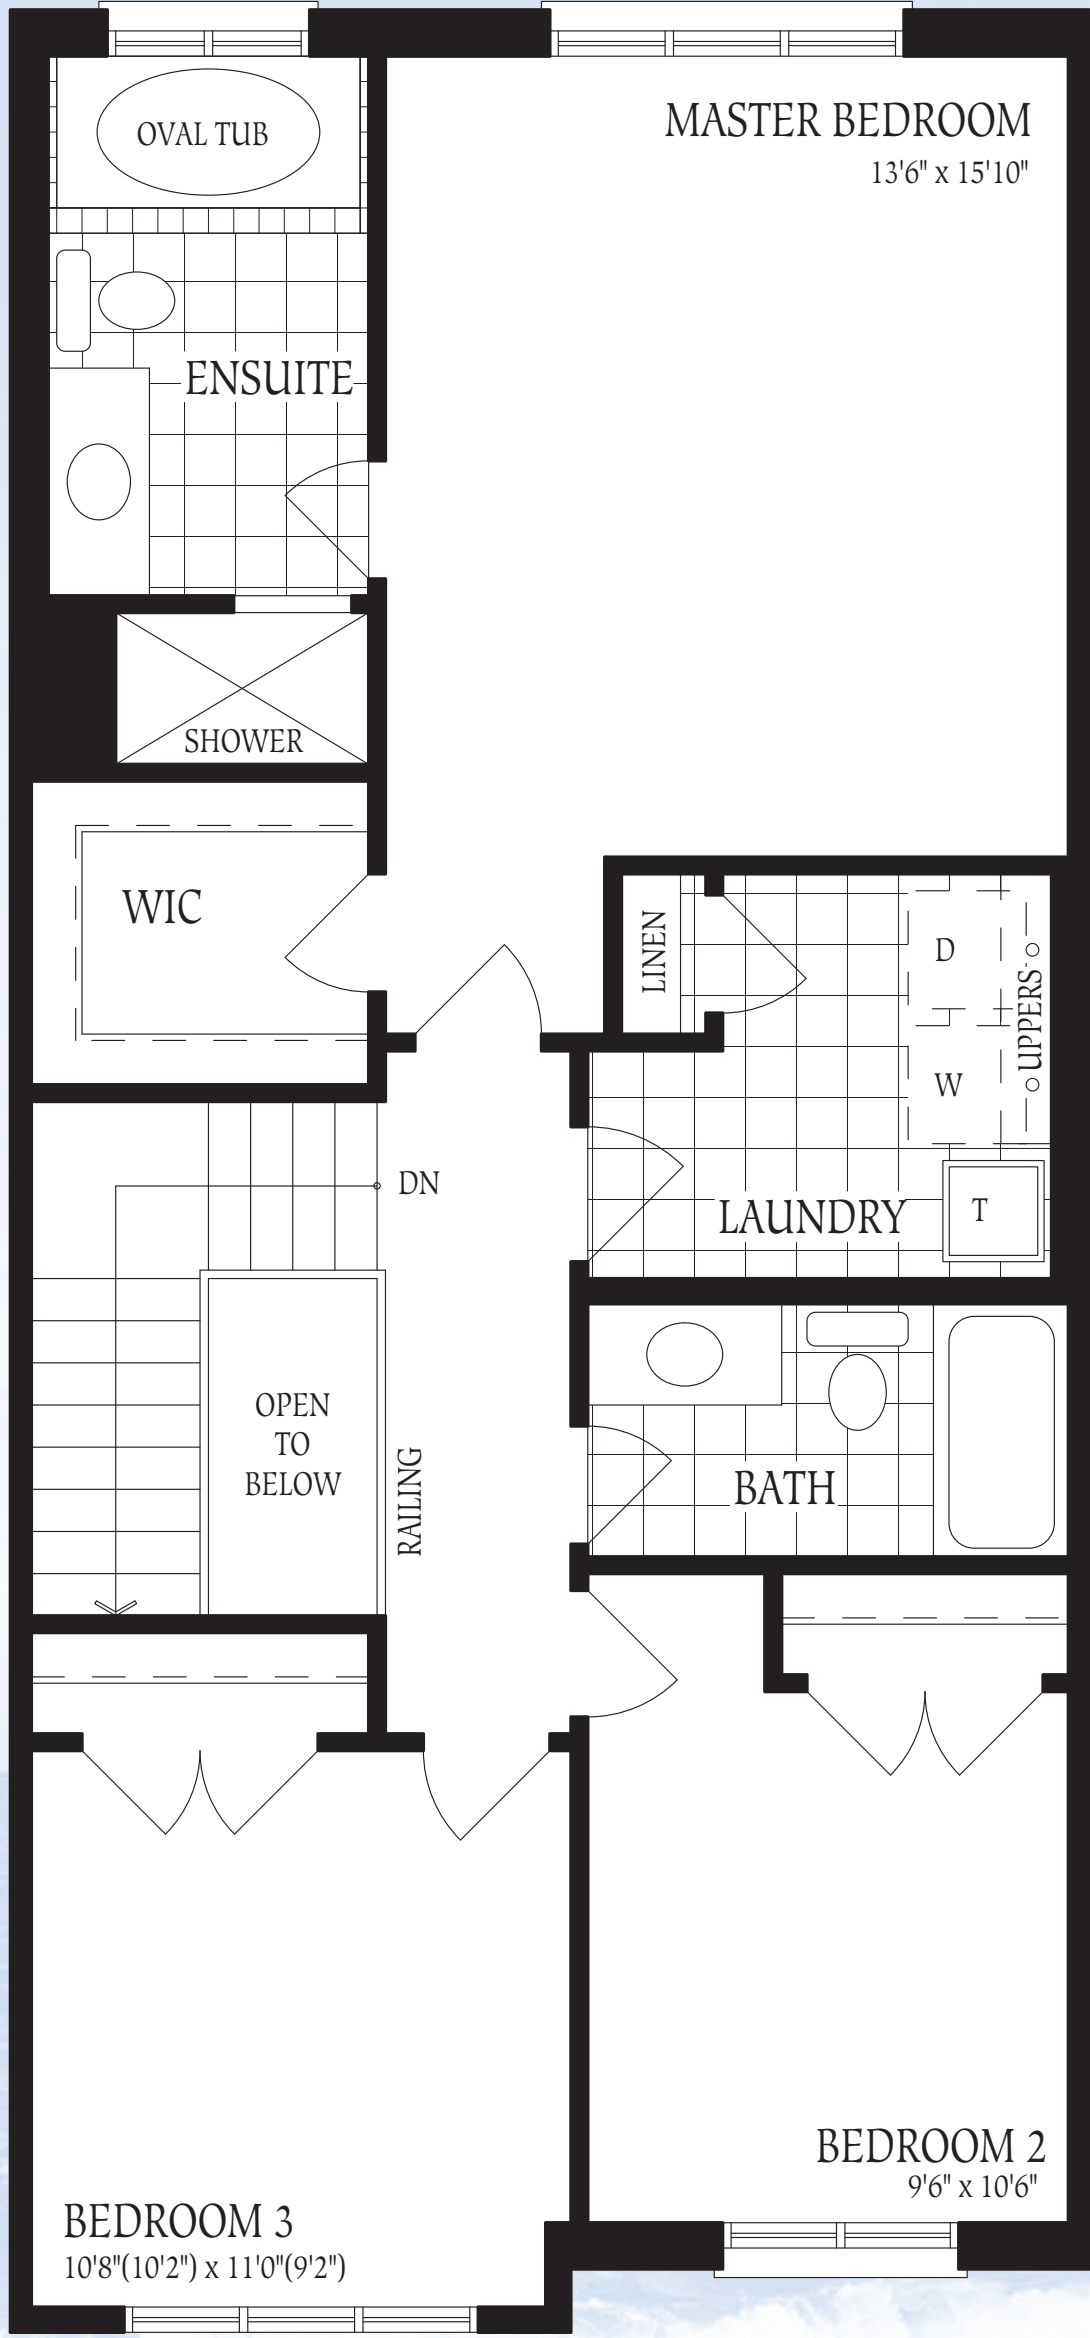 OVAL TUB
MASTER BEDROOM
13'6" x 15'10"
ENSUITE
SHOWER
WIC
LINEN
D
UPPERS
W
DN
LAUNDRY
T
OPEN
TO
BELOW
RAILING
BATH
BEDROOM 2
9'6" x 10'6"
BEDROOM 3
10'8"(10'2") x 11'0"(9'2")